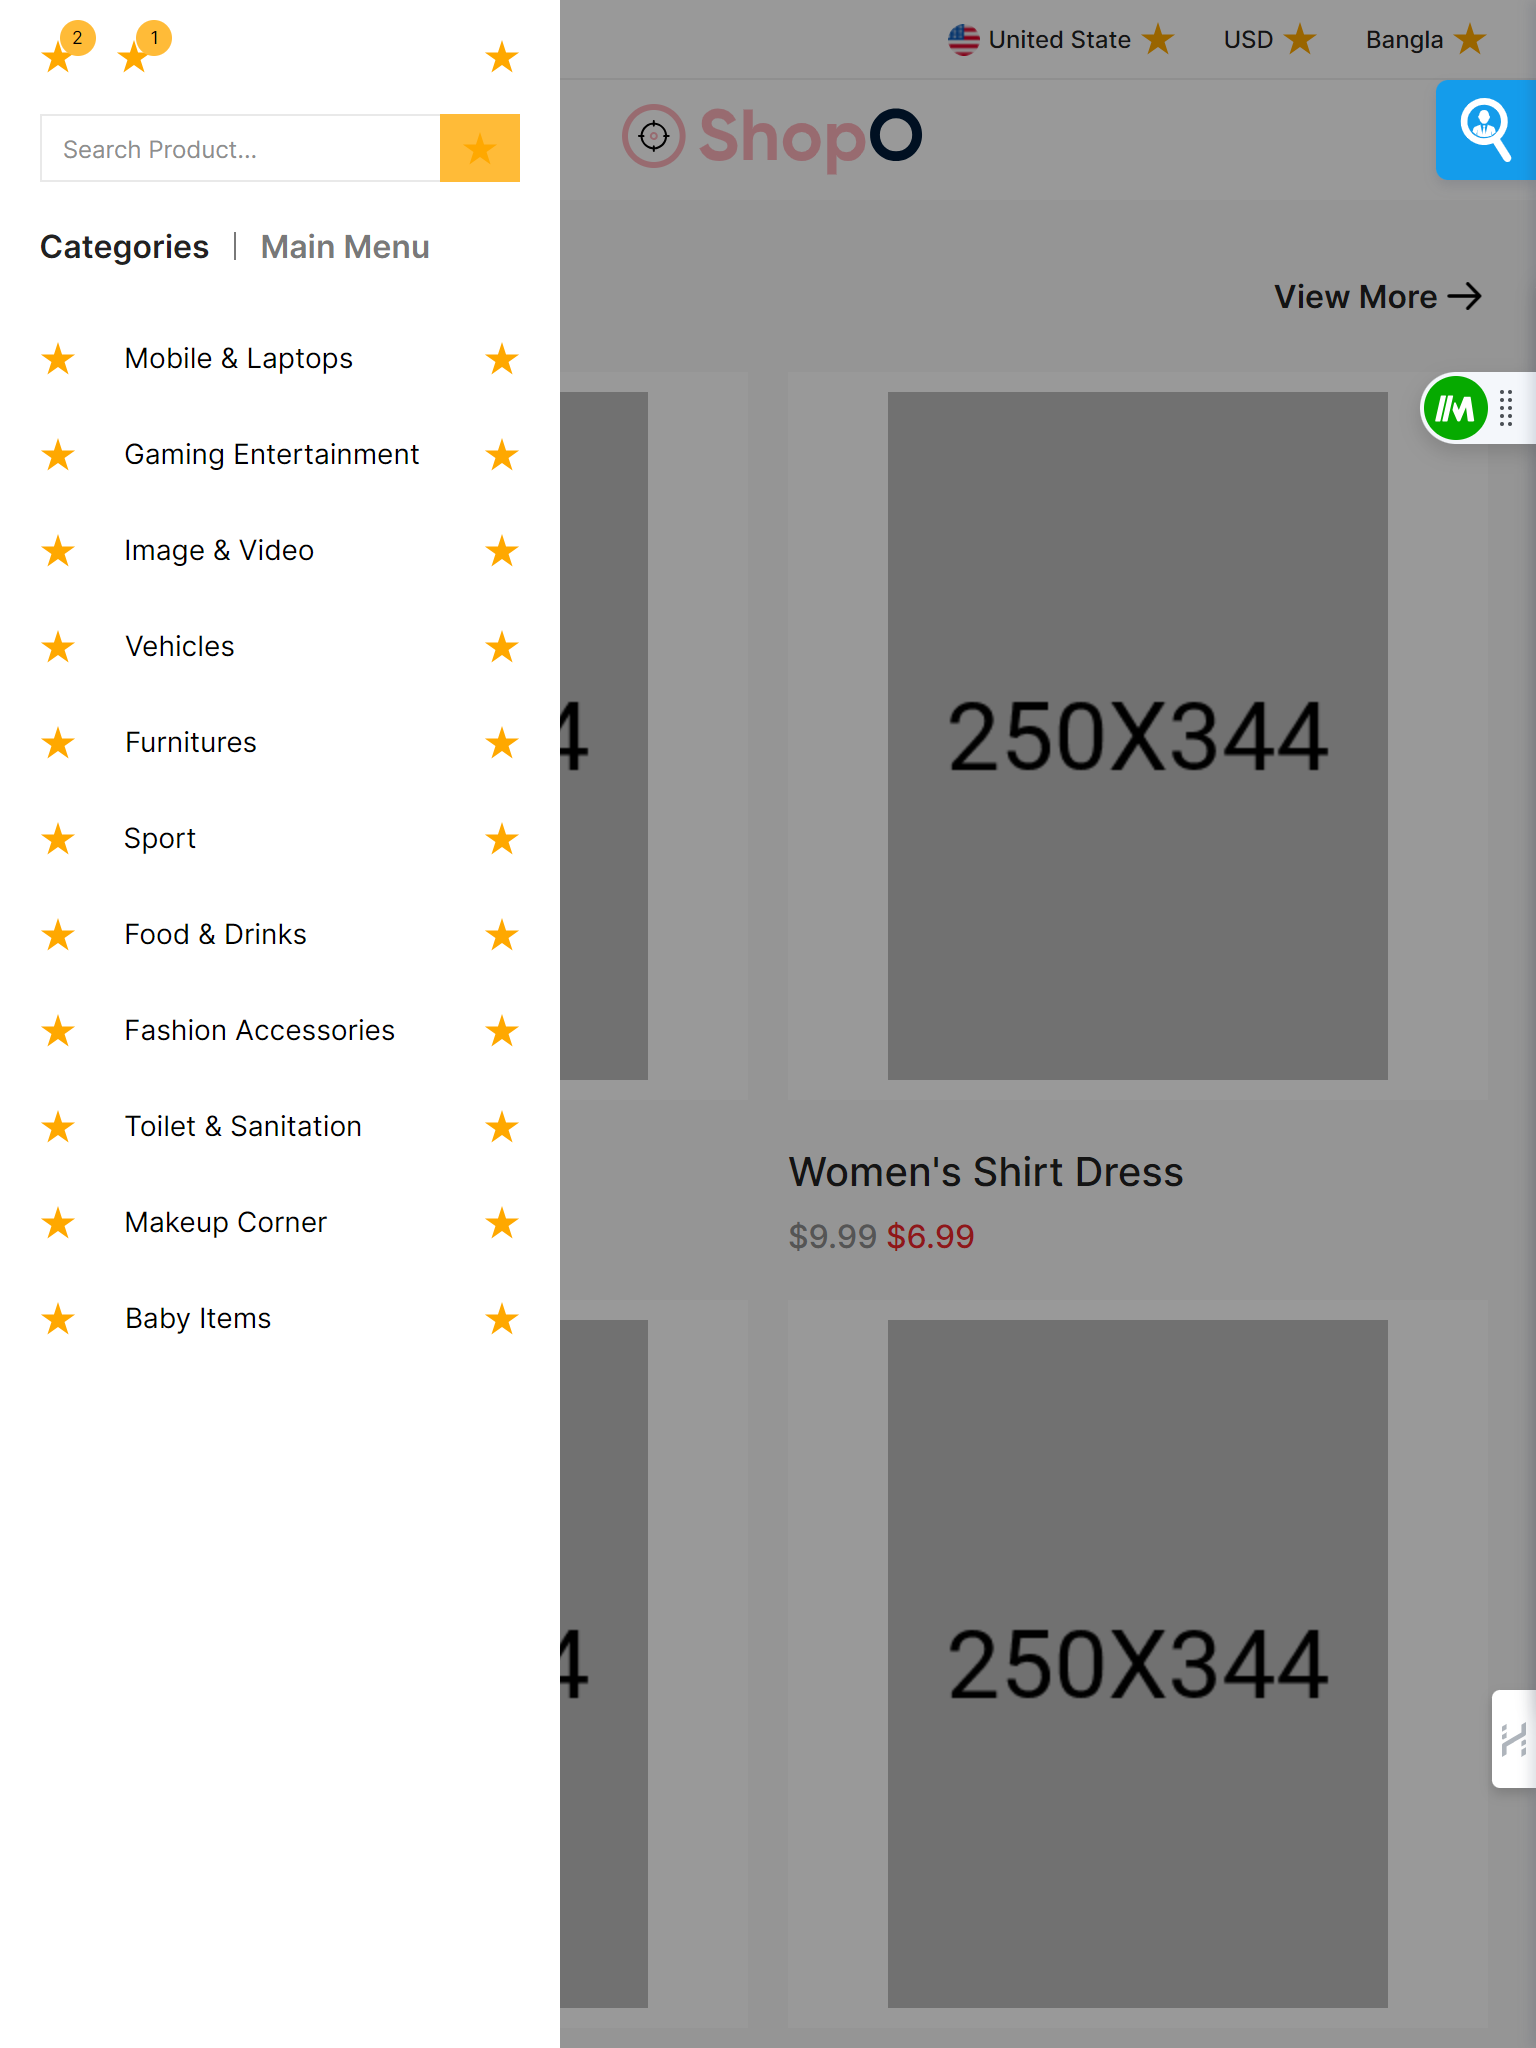 2
1
United State
USD
Bangla
ShopO
Search Product...
Categories
Main Menu
View More
Mobile & Laptops
Gaming Entertainment
Image & Video
Vehicles
Furnitures
4
250X344
Sport
Food & Drinks
Fashion Accessories
Toilet & Sanitation
Women's Shirt Dress
Makeup Corner
$9.99 $6.99
Baby Items
4
250X344